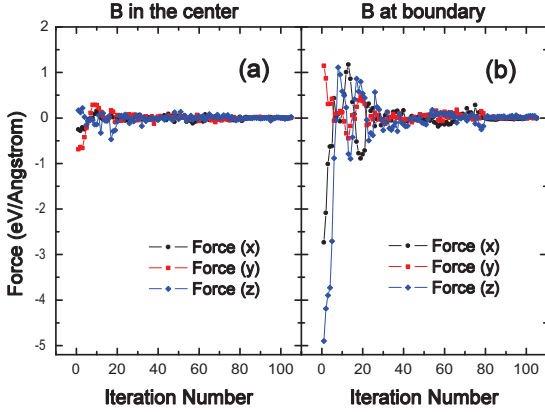 B in the center
B at boundary
2
1
0
-1
-2
-3
-4
-5
Force (eV/Angstrom)
(a)
(b)
Force (x)
Force (y)
Force (z)
Force (x)
Force (y)
Force (z)
0 20 40 60 80 100
0 20 40 60 80 100
Iteration Number
Iteration Number